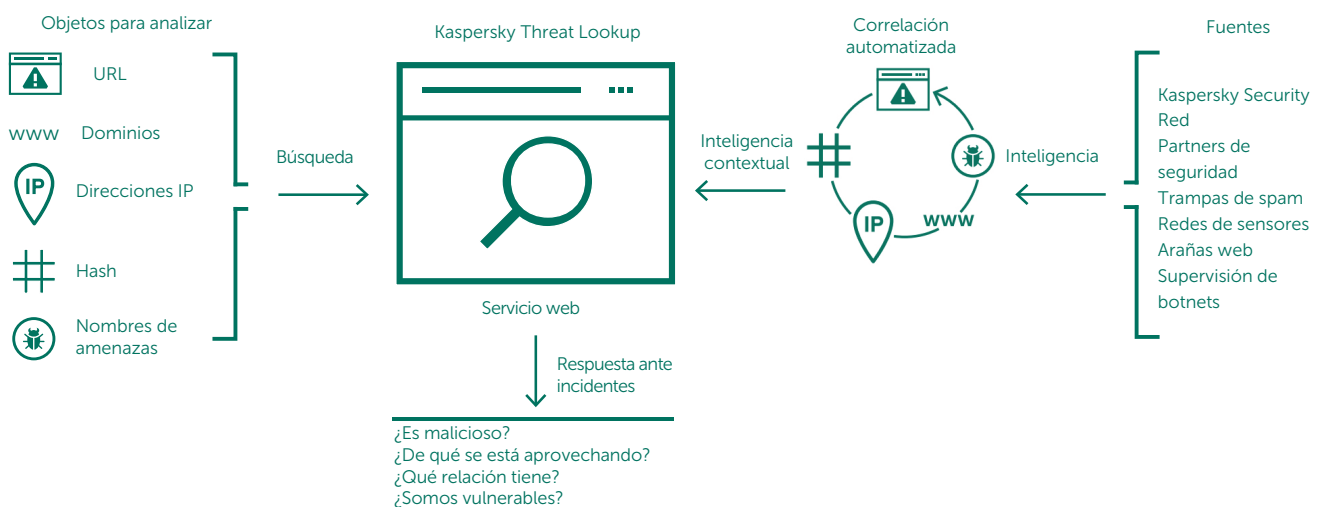 Objetos para analizar
URL
www
Dominios
IP
Direcciones IP
Hash
Nombres de
amenazas
Búsqueda
Kaspersky Threat Lookup
Servicio web
Respuesta ante
incidentes
¿Es malicioso?
¿De qué se está aprovechando?
¿Qué relación tiene?
¿Somos vulnerables?
Inteligencia
contextual
Correlación
automatizada
IP
www
Inteligencia
Fuentes
Kaspersky Security
Red
Partners de
seguridad
Trampas de spam
Redes de sensores
Arañas web
Supervisión de
botnets